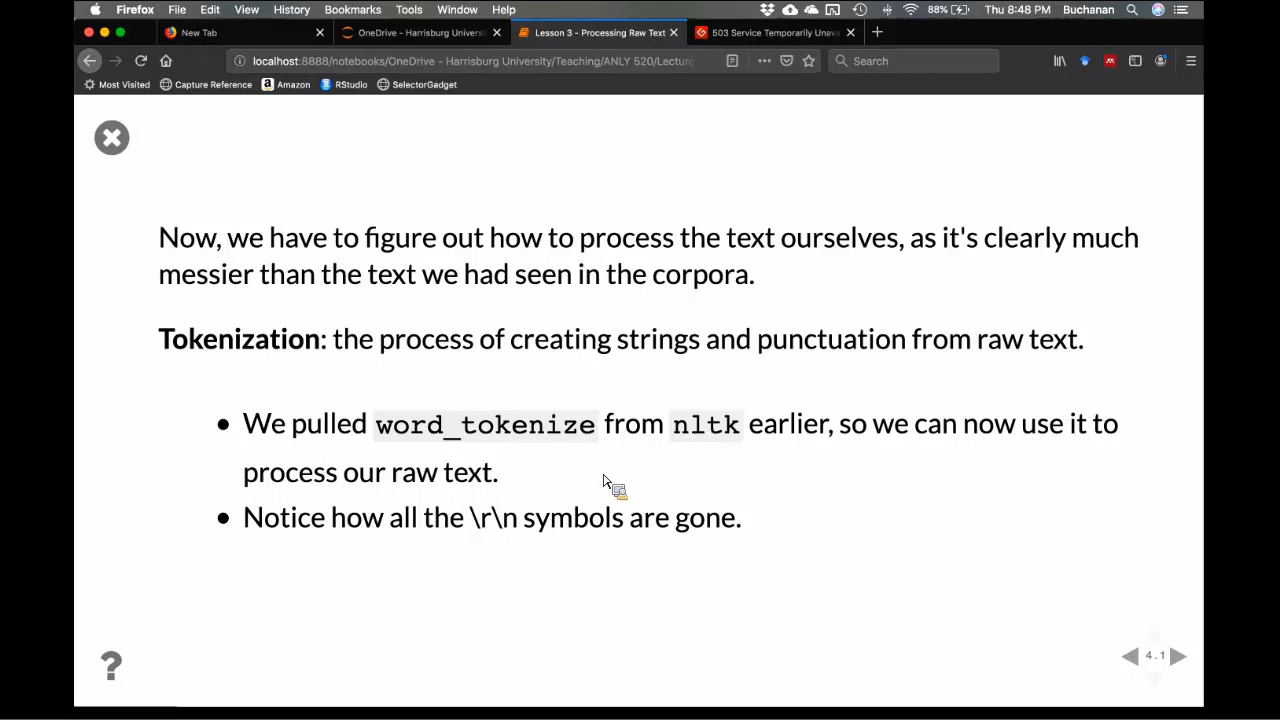 Firefox File Edit View History Bookmarks Tools Window Help 88% Thu 8:48 PM Buchanan
New Tab OneDrive - Harrisburg Universi Lesson 3 - Processing Raw Text 503 Service Temporarily Unava
localhost:8888/notebooks/OneDrive - Harrisburg University/Teaching/ANLY 520/Lecture Search
Most Visited Capture Reference Amazon RStudio SelectorGadget
Now, we have to figure out how to process the text ourselves, as it's clearly much
messier than the text we had seen in the corpora.
Tokenization: the process of creating strings and punctuation from raw text.
• We pulled word_tokenize from nltk earlier, so we can now use it to
process our raw text.
• Notice how all the \r\n symbols are gone.
?
4.1